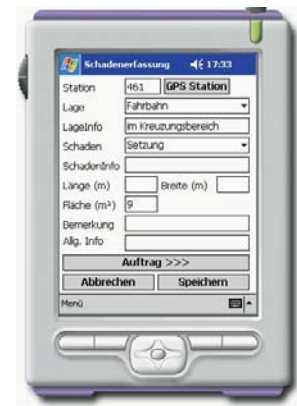 Schadenerfassung 17:33
Station 461 GPS Station
Lage Fahrbahn
LageInfo im Kreuzungsbereich
Schaden Setzung
SchadenInfo
Länge (m) Breite (m)
Fläche (m²) 9
Bemerkung
Allg. Info
Auftrag >>>
Abbrechen Speichern
Menü